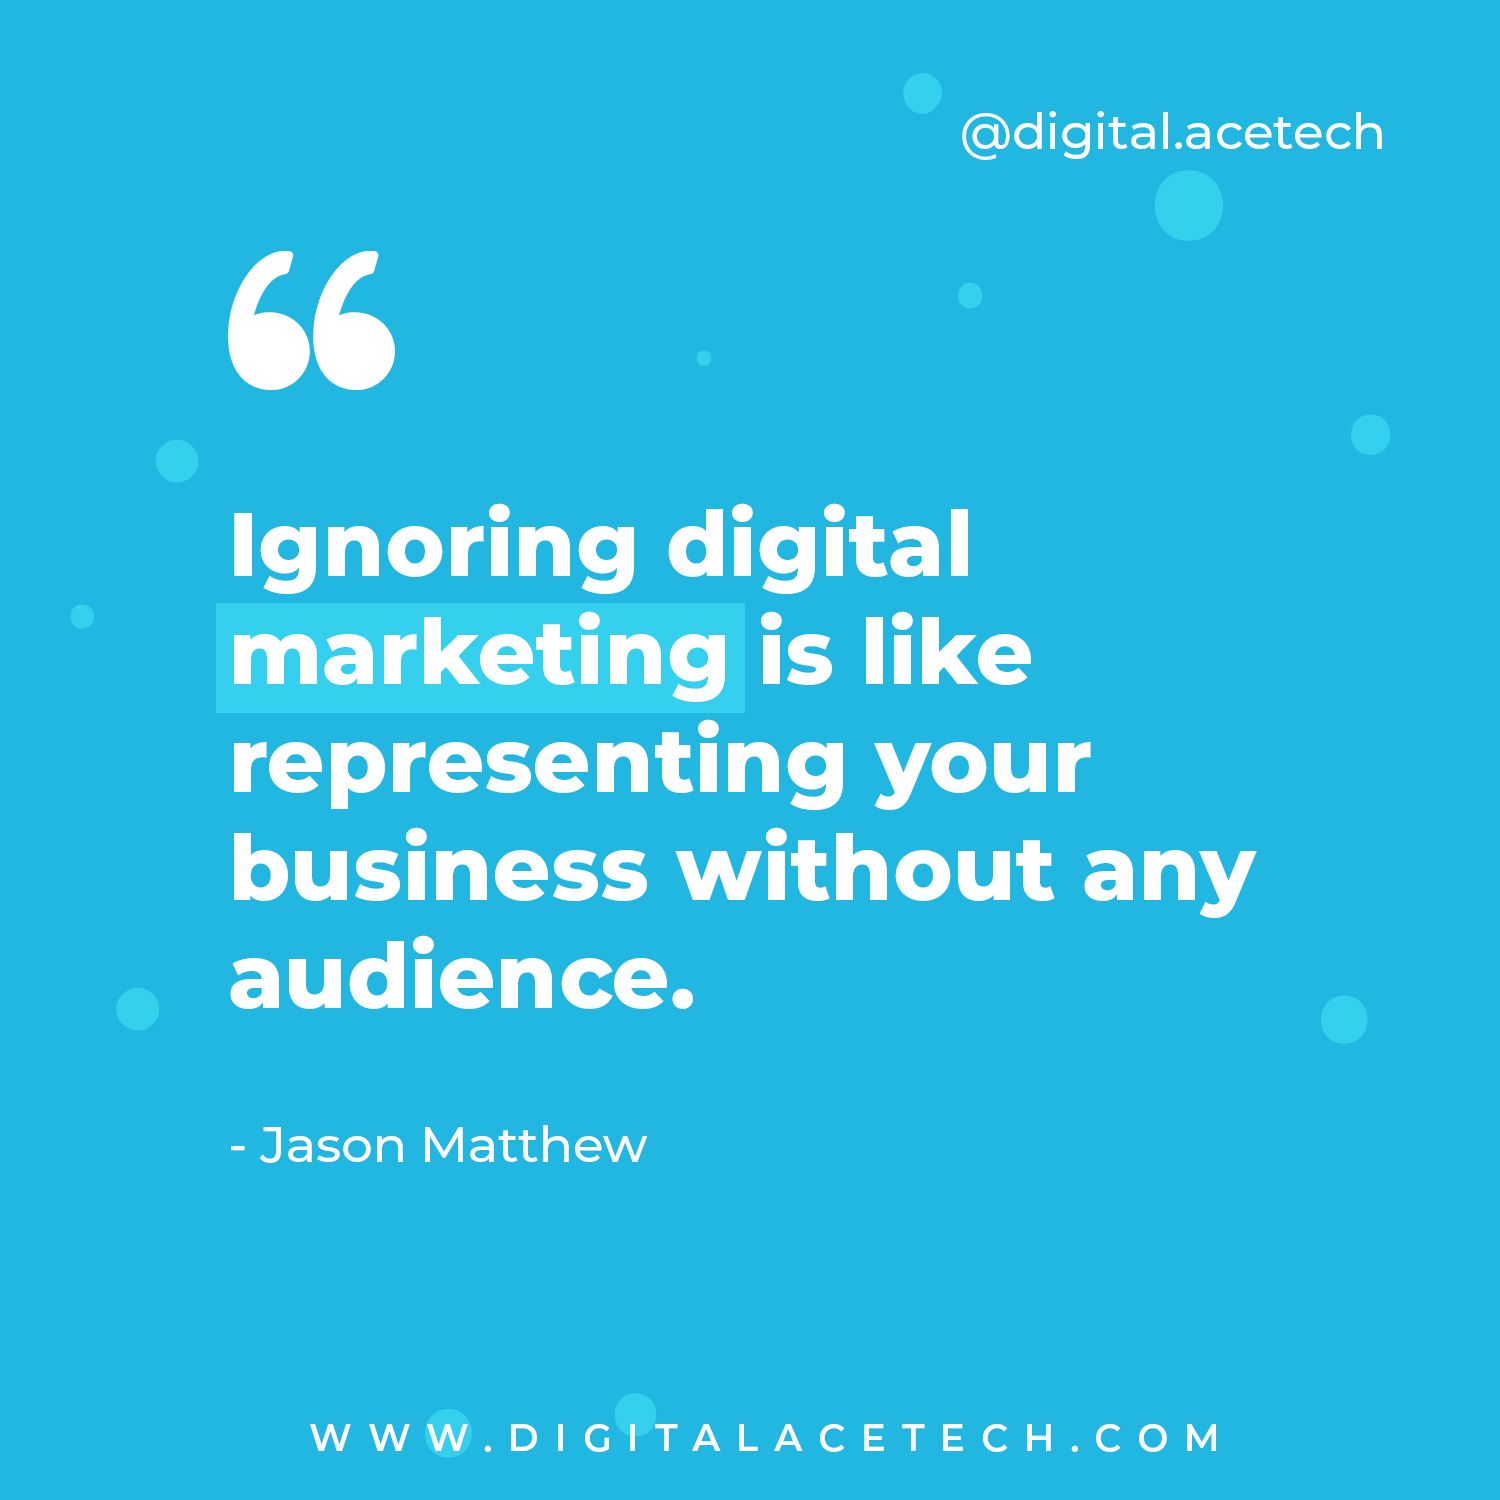 @digital.acetech
“
Ignoring digital
marketing is like
representing your
business without any
audience.
- Jason Matthew
WWW.DIGITALACETECH.COM